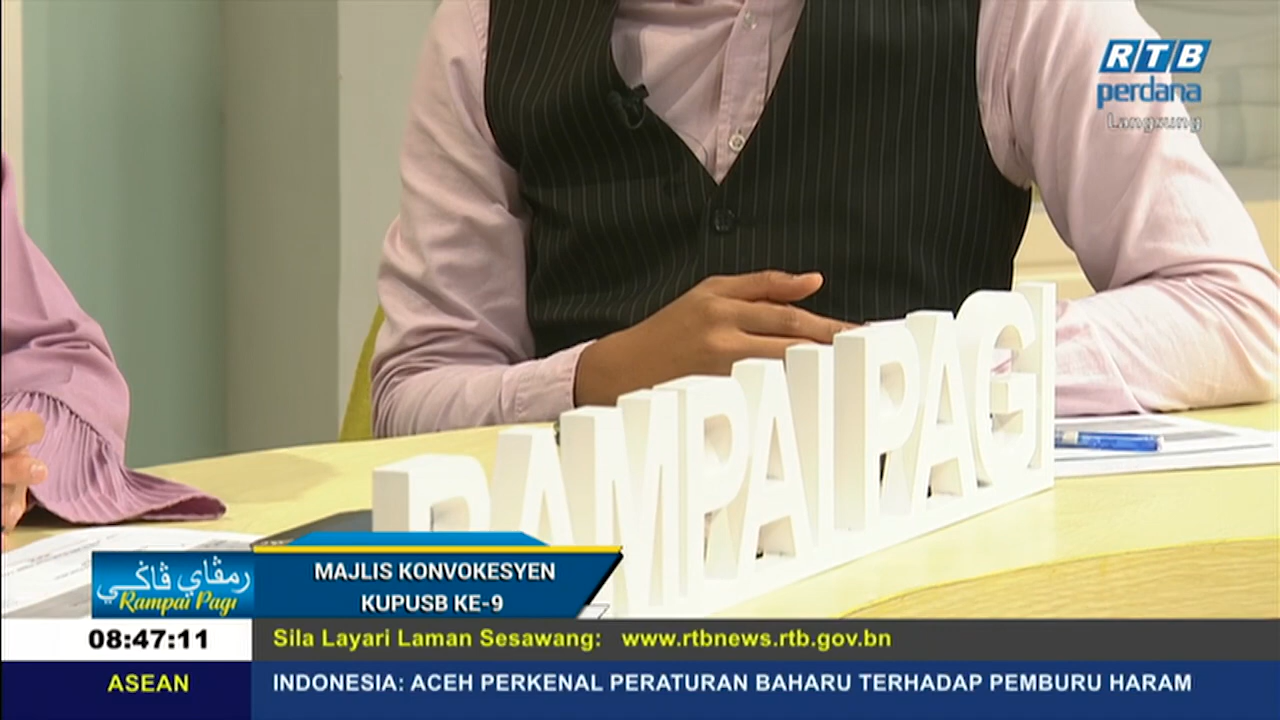 RTB
perdana
Langsung
RAMPAI PAGI
رمڤاي ڤاݢي
Rampai Pagi
MAJLIS KONVOKESYEN
KUPUSB KE-9
08:47:11
Sila Layari Laman Sesawang: www.rtbnews.rtb.gov.bn
ASEAN
INDONESIA: ACEH PERKENAL PERATURAN BAHARU TERHADAP PEMBURU HARAM